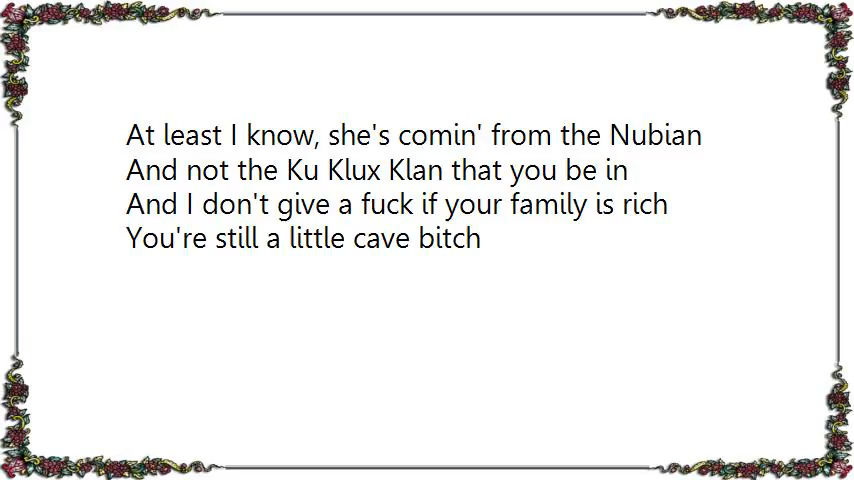 At least I know, she's comin' from the Nubian
And not the Ku Klux Klan that you be in
And I don't give a fuck if your family is rich
You're still a little cave bitch